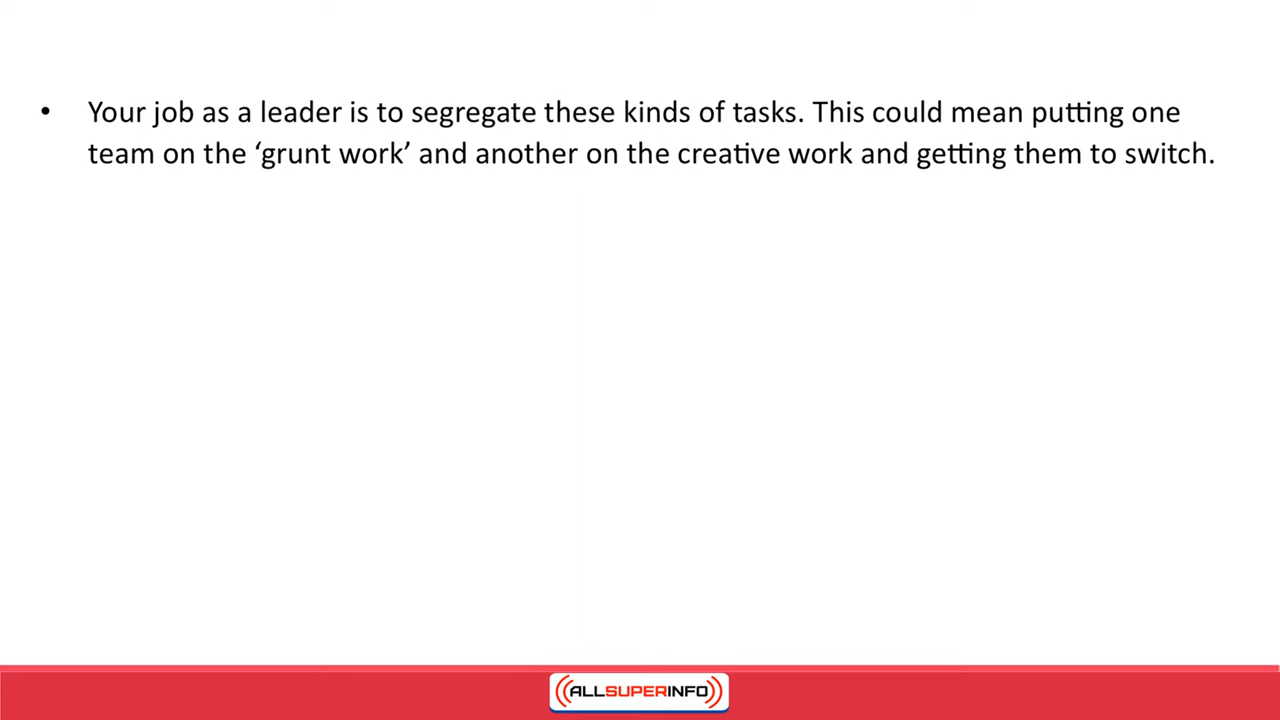 • Your job as a leader is to segregate these kinds of tasks. This could mean putting one
team on the ‘grunt work’ and another on the creative work and getting them to switch.
ALLSUPERINFO